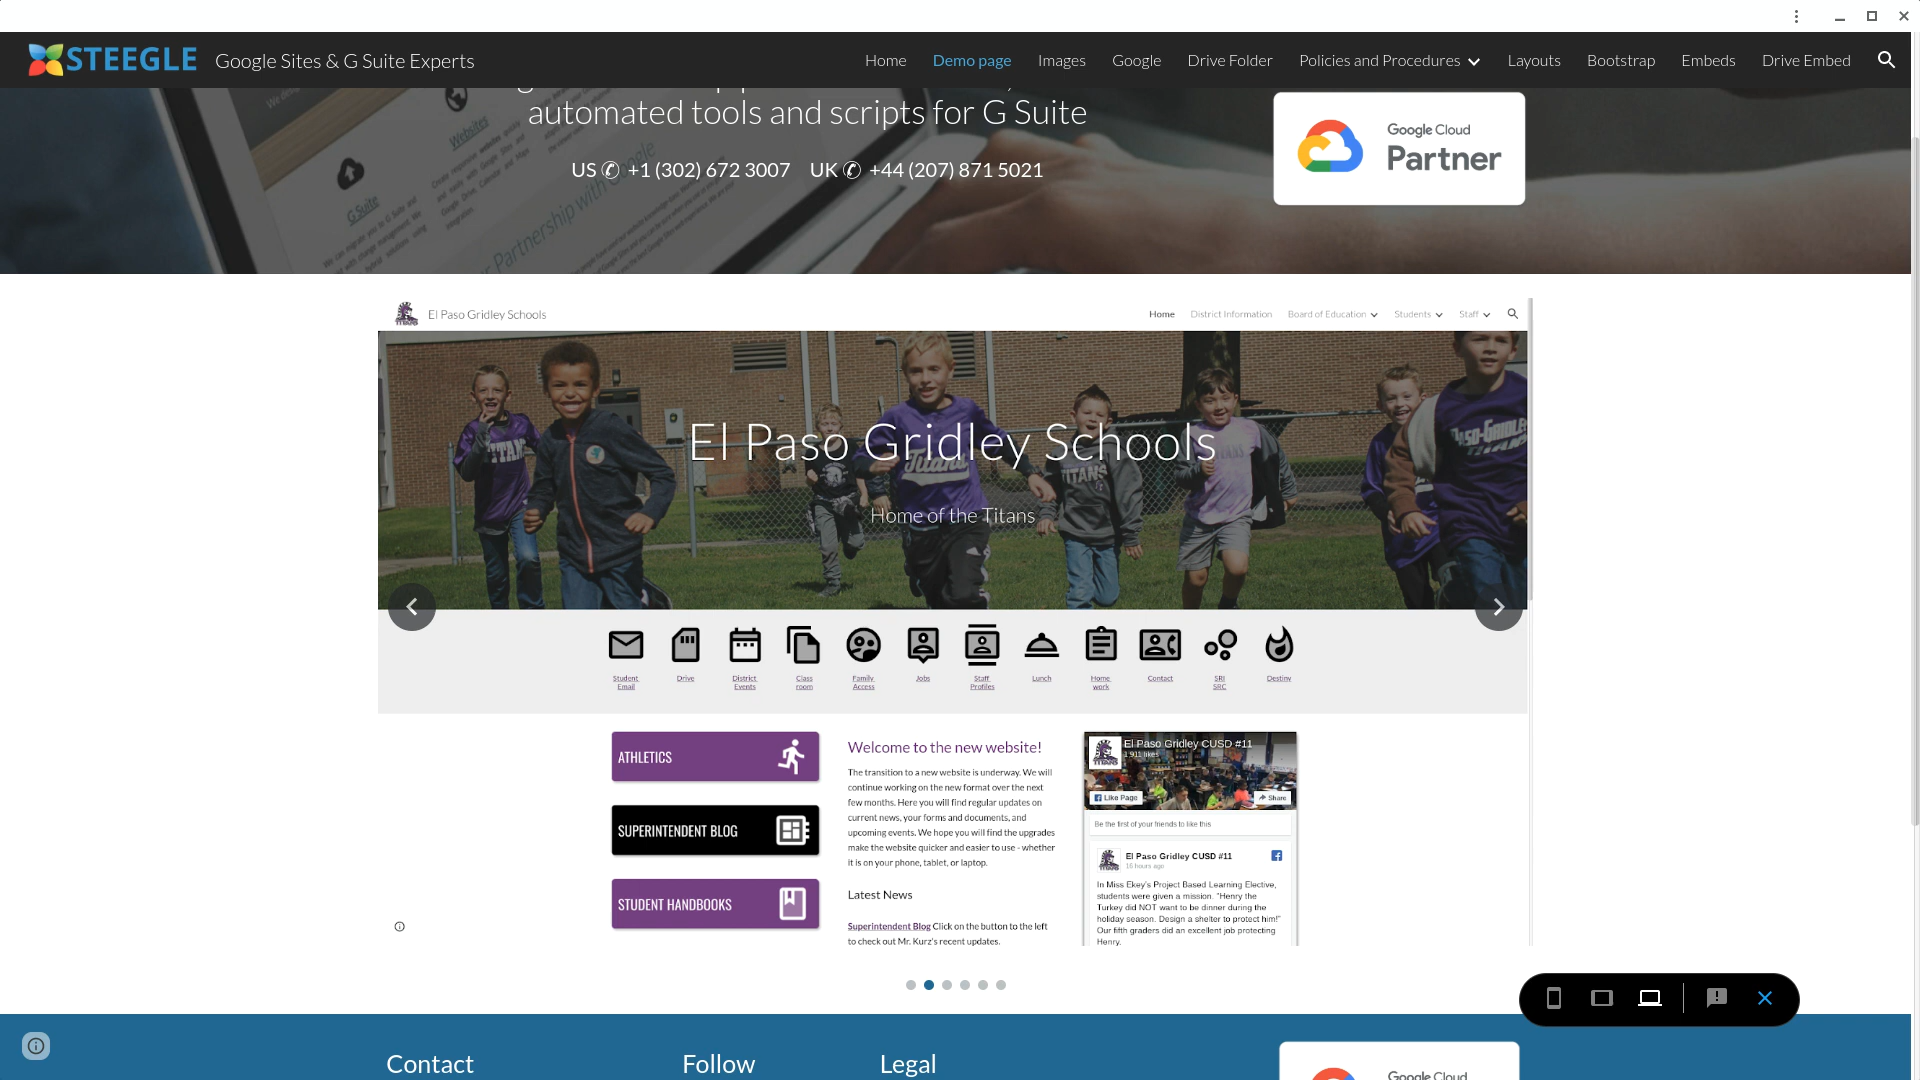 STEEGLE
Google Sites & G Suite Experts
Home
Demo page
Images
Google
Drive Folder
Policies and Procedures
Layouts
Bootstrap
Embeds
Drive Embed
automated tools and scripts for G Suite
US ✆ +1 (302) 672 3007 UK ✆ +44 (207) 871 5021
Google Cloud
Partner
Websites
G Suite
Partnership with Google
El Paso Gridley Schools
Home
District Information
Board of Education
Students
Staff
El Paso Gridley Schools
Home of the Titans
Student
Email
Drive
District
Events
Class
room
Family
Access
Jobs
Staff
Profiles
Lunch
Home
work
Contact
SRI
SRC
Destiny
ATHLETICS
SUPERINTENDENT BLOG
STUDENT HANDBOOKS
Welcome to the new website!
The transition to a new website is underway. We will
continue working on the new format over the next
few months. Here you will find regular updates on
current news, your forms and documents, and
upcoming events. We hope you will find the upgrades
make the website quicker and easier to use - whether
it is on your phone, tablet, or laptop.
Latest News
Superintendent Blog Click on the button to the left
to check out Mr. Kurz's recent updates.
El Paso Gridley CUSD #11
1,911 likes
Like Page
Share
Be the first of your friends to like this
El Paso Gridley CUSD #11
16 hours ago
In Miss Ekey's Project Based Learning Elective,
students were given a mission. "Henry the
Turkey did NOT want to be dinner during the
holiday season. Design a shelter to protect him!"
Our fifth graders did an excellent job protecting
Henry.
Contact
Follow
Legal
Google Cloud